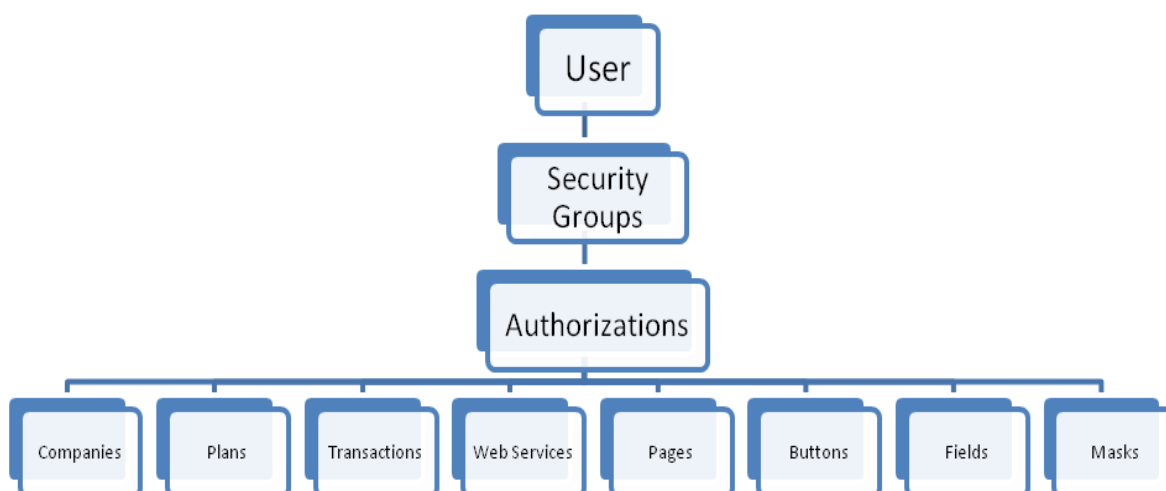 User
Security
Groups
Authorizations
Companies
Plans
Transactions
Web Services
Pages
Buttons
Fields
Masks